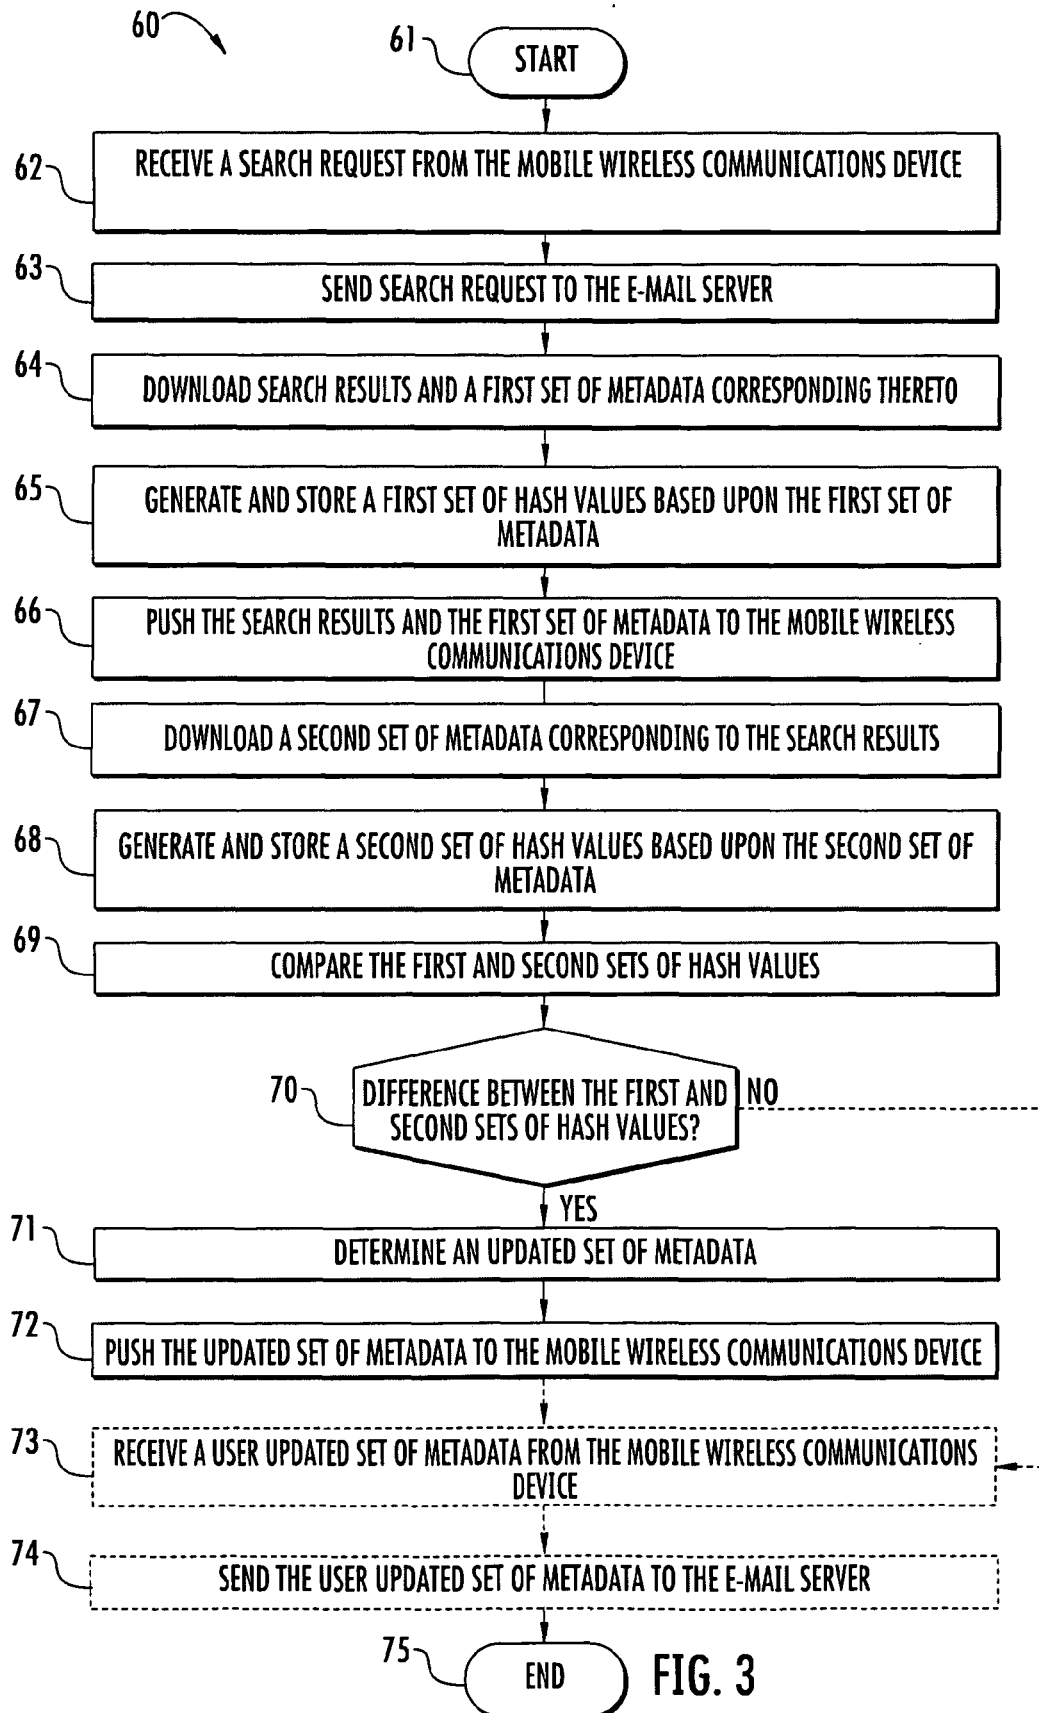 60
61
START
62
RECEIVE A SEARCH REQUEST FROM THE MOBILE WIRELESS COMMUNICATIONS DEVICE
63
SEND SEARCH REQUEST TO THE E-MAIL SERVER
64
DOWNLOAD SEARCH RESULTS AND A FIRST SET OF METADATA CORRESPONDING THERETO
65
GENERATE AND STORE A FIRST SET OF HASH VALUES BASED UPON THE FIRST SET OF
METADATA
66
PUSH THE SEARCH RESULTS AND THE FIRST SET OF METADATA TO THE MOBILE WIRELESS
COMMUNICATIONS DEVICE
67
DOWNLOAD A SECOND SET OF METADATA CORRESPONDING TO THE SEARCH RESULTS
68
GENERATE AND STORE A SECOND SET OF HASH VALUES BASED UPON THE SECOND SET OF
METADATA
69
COMPARE THE FIRST AND SECOND SETS OF HASH VALUES
70
DIFFERENCE BETWEEN THE FIRST AND
SECOND SETS OF HASH VALUES?
NO
YES
71
DETERMINE AN UPDATED SET OF METADATA
72
PUSH THE UPDATED SET OF METADATA TO THE MOBILE WIRELESS COMMUNICATIONS DEVICE
73
RECEIVE A USER UPDATED SET OF METADATA FROM THE MOBILE WIRELESS COMMUNICATIONS
DEVICE
74
SEND THE USER UPDATED SET OF METADATA TO THE E-MAIL SERVER
75
END
FIG. 3